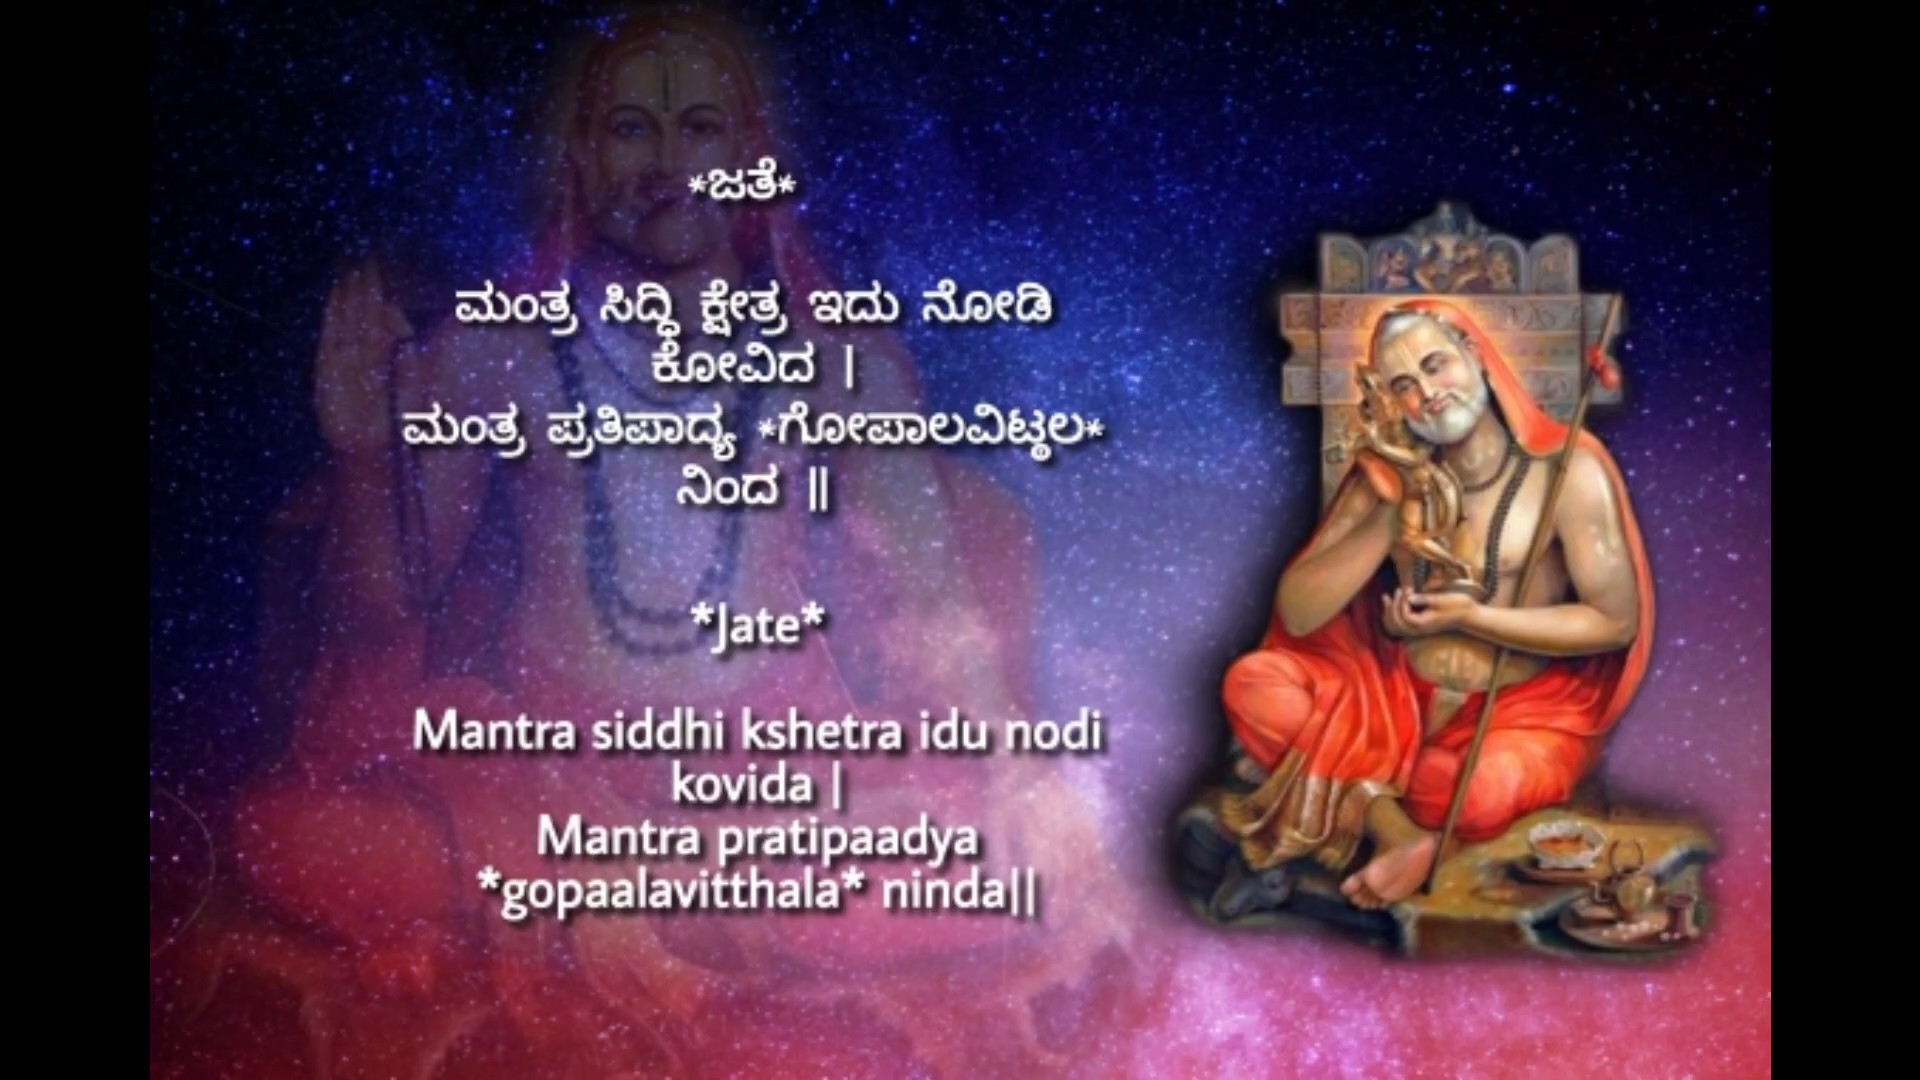 *ಜತೆ*
ಮಂತ್ರ ಸಿದ್ಧಿ ಕ್ಷೇತ್ರ ಇದು ನೋಡಿ
ಕೋವಿದ |
ಮಂತ್ರ ಪ್ರತಿಪಾದ್ಯ *ಗೋಪಾಲವಿಟ್ಠಲ*
ನಿಂದ ||
*Jate*
Mantra siddhi kshetra idu nodi
kovida |
Mantra pratipaadya
*gopaalavitthala* ninda||